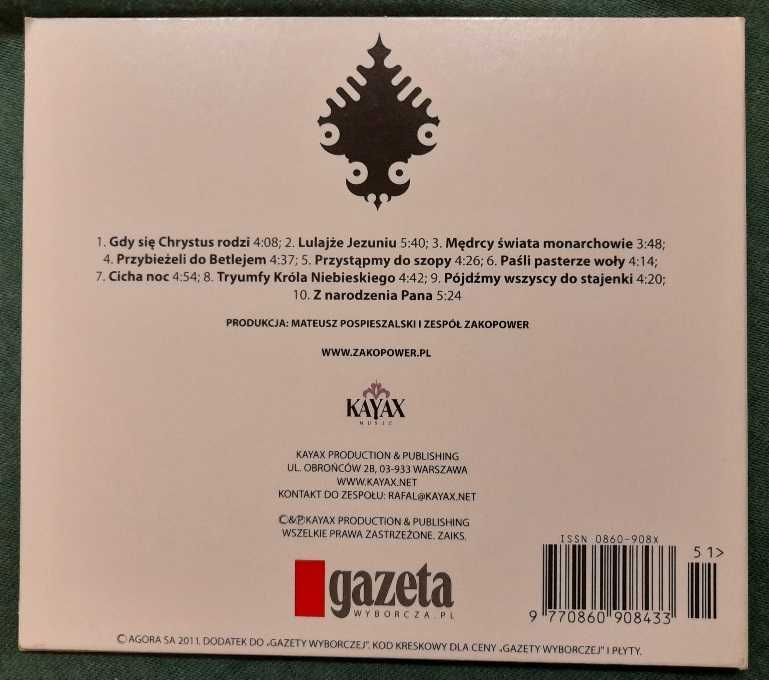 1. Gdy się Chrystus rodzi 4:08; 2. Lulajże Jezuniu 5:40; 3. Mędrcy świata monarchowie 3:48;
4. Przybieżeli do Betlejem 4:37; 5. Przystąpmy do szopy 4:26; 6. Paśli pasterze woły 4:14;
7. Cicha noc 4:54; 8. Tryumfy Króla Niebieskiego 4:42; 9. Pójdźmy wszyscy do stajenki 4:20;
10. Z narodzenia Pana 5:24
PRODUKCJA: MATEUSZ POSPIESZALSKI I ZESPÓŁ ZAKOPOWER
WWW.ZAKOPOWER.PL
KAYAX
MUSIC
KAYAX PRODUCTION & PUBLISHING
UL. OBROŃCÓW 2B, 03-933 WARSZAWA
WWW.KAYAX.NET
KONTAKT DO ZESPOŁU: RAFAL@KAYAX.NET
©&℗KAYAX PRODUCTION & PUBLISHING
WSZELKIE PRAWA ZASTRZEŻONE. ZAIKS.
gazeta
WYBORCZA.PL
ISSN 0860-908X
51>
9 770860 908433
© AGORA SA 2011. DODATEK DO „GAZETY WYBORCZEJ". KOD KRESKOWY DLA CENY „GAZETY WYBORCZEJ" I PŁYTY.